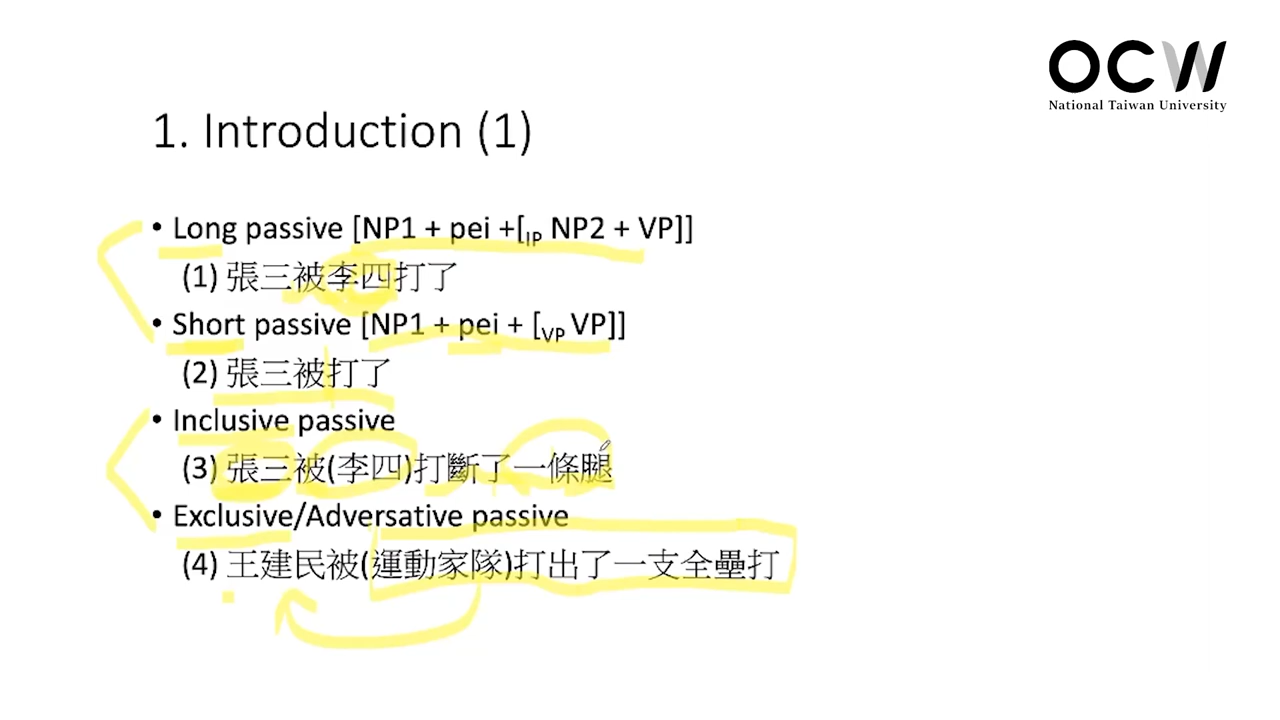 OCW
National Taiwan University
1. Introduction (1)
• Long passive [NP1 + pei +[IP NP2 + VP]]
(1) 張三被李四打了
• Short passive [NP1 + pei + [VP VP]]
(2) 張三被打了
• Inclusive passive
(3) 張三被(李四)打斷了一條腿
• Exclusive/Adversative passive
(4) 王建民被(運動家隊)打出了一支全壘打